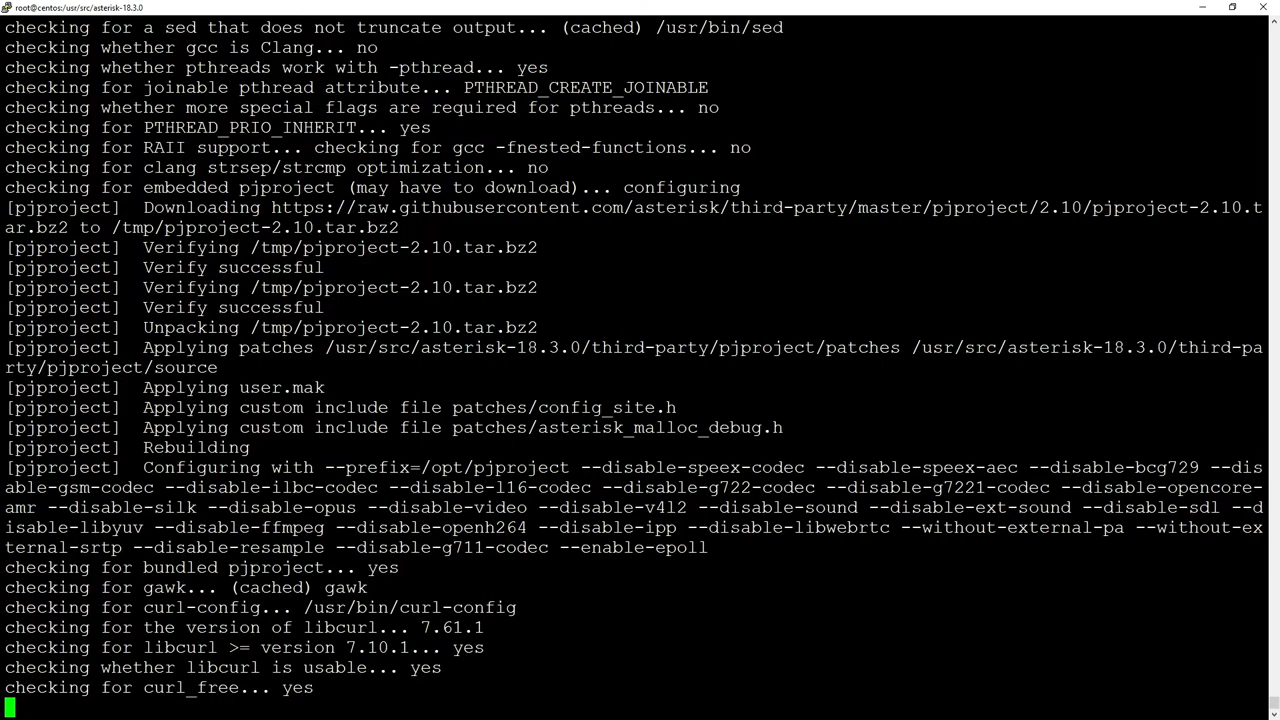 root@centos:/usr/src/asterisk-18.3.0
checking for a sed that does not truncate output... (cached) /usr/bin/sed
checking whether gcc is Clang... no
checking whether pthreads work with -pthread... yes
checking for joinable pthread attribute... PTHREAD_CREATE_JOINABLE
checking whether more special flags are required for pthreads... no
checking for PTHREAD_PRIO_INHERIT... yes
checking for RAII support... checking for gcc -fnested-functions... no
checking for clang strsep/strcmp optimization... no
checking for embedded pjproject (may have to download)... configuring
[pjproject]  Downloading https://raw.githubusercontent.com/asterisk/third-party/master/pjproject/2.10/pjproject-2.10.t
ar.bz2 to /tmp/pjproject-2.10.tar.bz2
[pjproject]  Verifying /tmp/pjproject-2.10.tar.bz2
[pjproject]  Verify successful
[pjproject]  Verifying /tmp/pjproject-2.10.tar.bz2
[pjproject]  Verify successful
[pjproject]  Unpacking /tmp/pjproject-2.10.tar.bz2
[pjproject]  Applying patches /usr/src/asterisk-18.3.0/third-party/pjproject/patches /usr/src/asterisk-18.3.0/third-pa
rty/pjproject/source
[pjproject]  Applying user.mak
[pjproject]  Applying custom include file patches/config_site.h
[pjproject]  Applying custom include file patches/asterisk_malloc_debug.h
[pjproject]  Rebuilding
[pjproject]  Configuring with --prefix=/opt/pjproject --disable-speex-codec --disable-speex-aec --disable-bcg729 --dis
able-gsm-codec --disable-ilbc-codec --disable-l16-codec --disable-g722-codec --disable-g7221-codec --disable-opencore-
amr --disable-silk --disable-opus --disable-video --disable-v4l2 --disable-sound --disable-ext-sound --disable-sdl --d
isable-libyuv --disable-ffmpeg --disable-openh264 --disable-ipp --disable-libwebrtc --without-external-pa --without-ex
ternal-srtp --disable-resample --disable-g711-codec --enable-epoll
checking for bundled pjproject... yes
checking for gawk... (cached) gawk
checking for curl-config... /usr/bin/curl-config
checking for the version of libcurl... 7.61.1
checking for libcurl >= version 7.10.1... yes
checking whether libcurl is usable... yes
checking for curl_free... yes